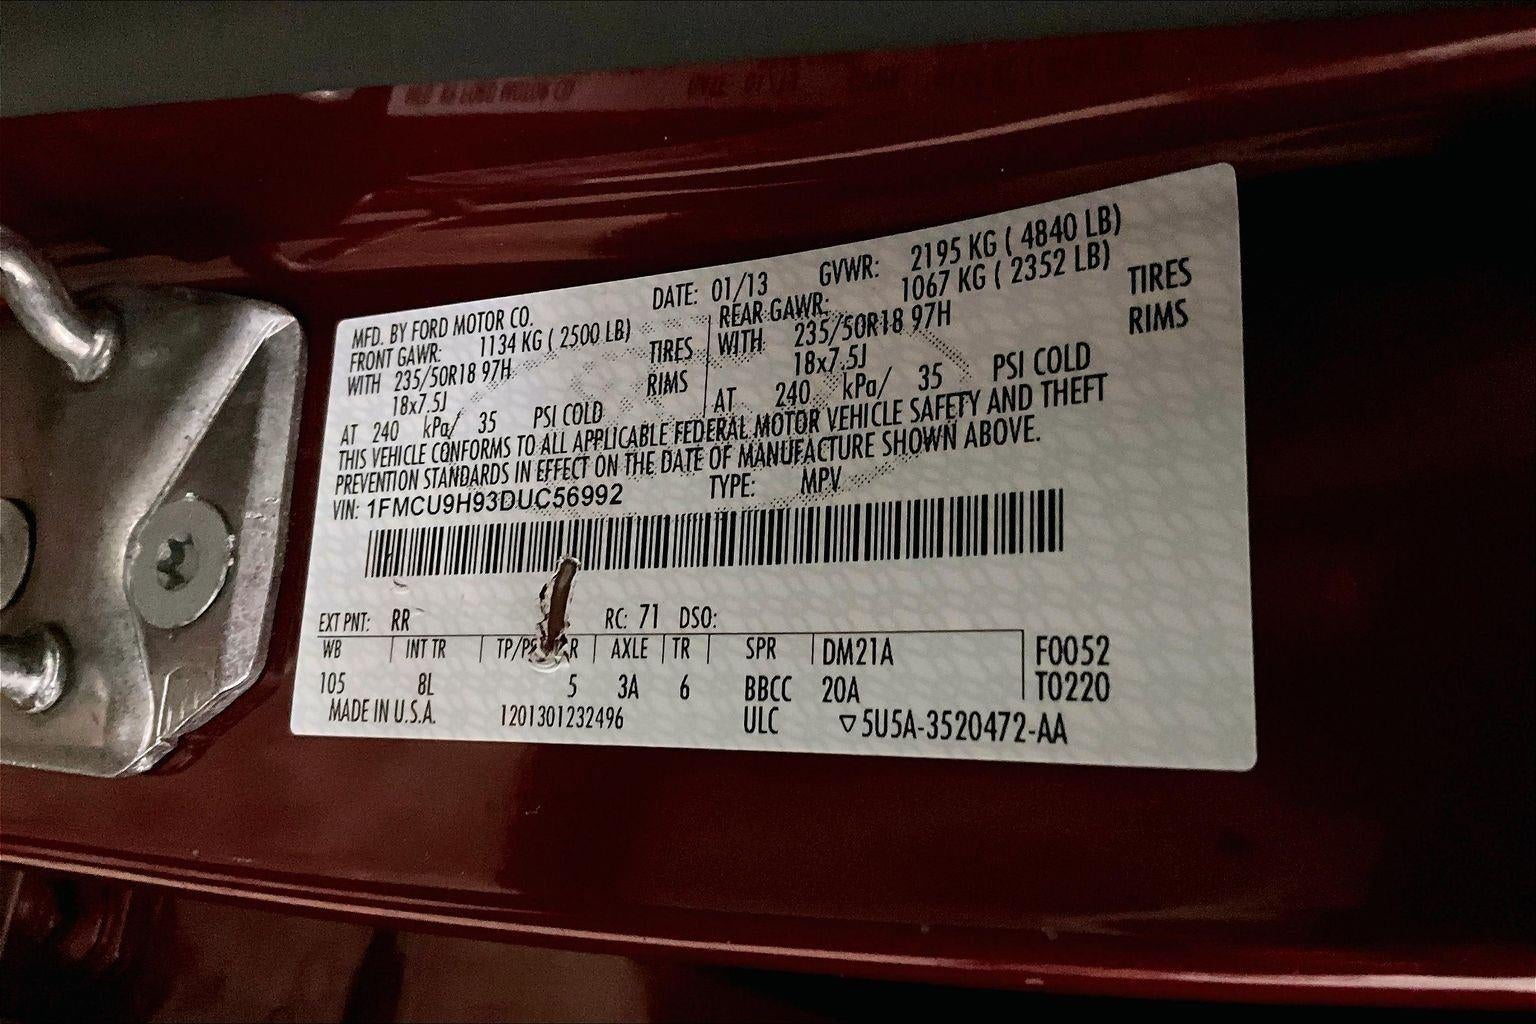 MFD. BY FORD MOTOR CO. DATE: 01/13 GVWR: 2195 KG ( 4840 LB)
FRONT GAWR: 1134 KG ( 2500 LB) REAR GAWR: 1067 KG ( 2352 LB)
WITH 235/50R18 97H TIRES WITH 235/50R18 97H TIRES
18x7.5J RIMS 18x7.5J RIMS
AT 240 kPa/ 35 PSI COLD AT 240 kPa/ 35 PSI COLD
THIS VEHICLE CONFORMS TO ALL APPLICABLE FEDERAL MOTOR VEHICLE SAFETY AND THEFT
PREVENTION STANDARDS IN EFFECT ON THE DATE OF MANUFACTURE SHOWN ABOVE.
VIN: 1FMCU9H93DUC56992 TYPE: MPV
EXT PNT: RR RC: 71 DSO:
WB INT TR R AXLE TR SPR DM21A F0052
105 8L 5 3A 6 BBCC 20A T0220
MADE IN U.S.A. 1201301232496 ULC ▽5U5A-3520472-AA